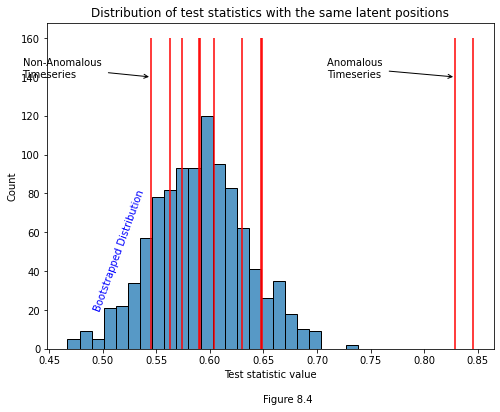 Distribution of test statistics with the same latent positions
160
140
120
100
80
60
40
20
0
Count
Non-Anomalous
Timeseries
Anomalous
Timeseries
Bootstrapped Distribution
0.45 0.50 0.55 0.60 0.65 0.70 0.75 0.80 0.85
Test statistic value
Figure 8.4